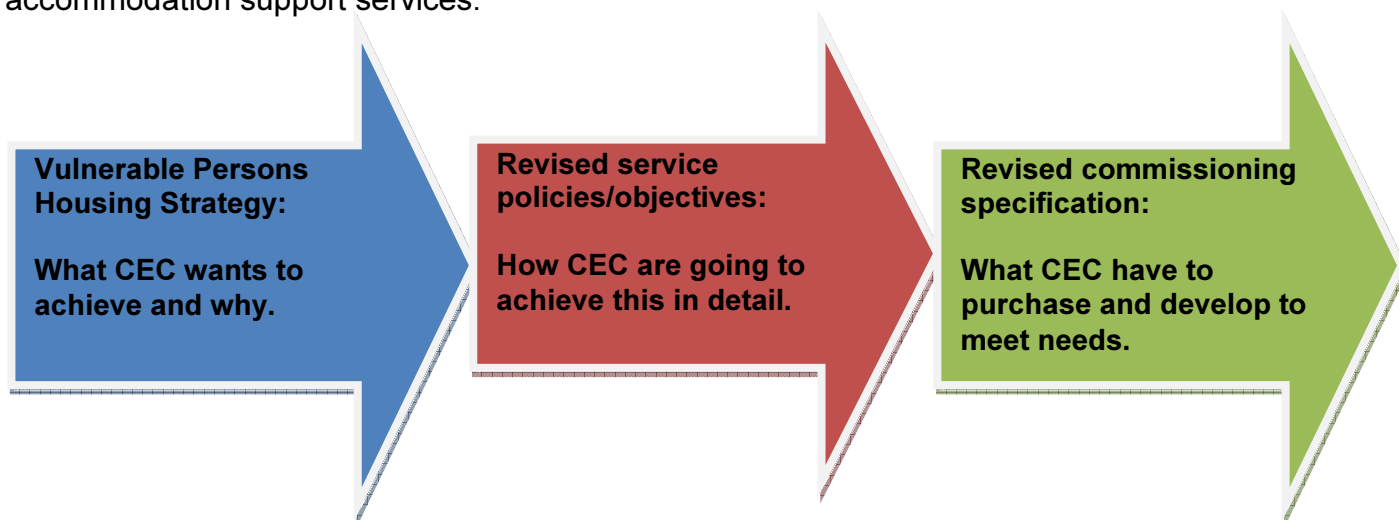 accommodation support services.
Vulnerable Persons
Housing Strategy:
What CEC wants to
achieve and why.
Revised service
policies/objectives:
How CEC are going to
achieve this in detail.
Revised commissioning
specification:
What CEC have to
purchase and develop to
meet needs.